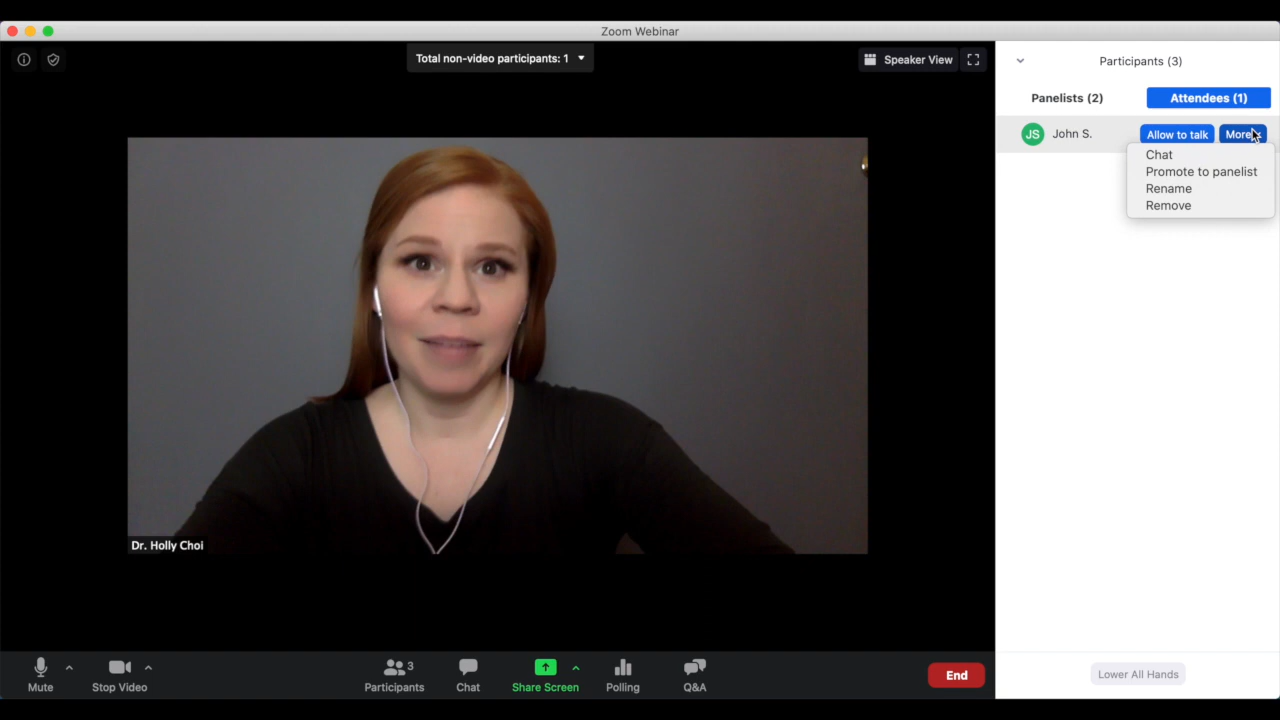 Zoom Webinar
Total non-video participants: 1
Speaker View
Participants (3)
Panelists (2)
Attendees (1)
JS
John S.
Allow to talk
More
Chat
Promote to panelist
Rename
Remove
Dr. Holly Choi
Mute
Stop Video
3
Participants
Chat
Share Screen
Polling
Q&A
End
Lower All Hands